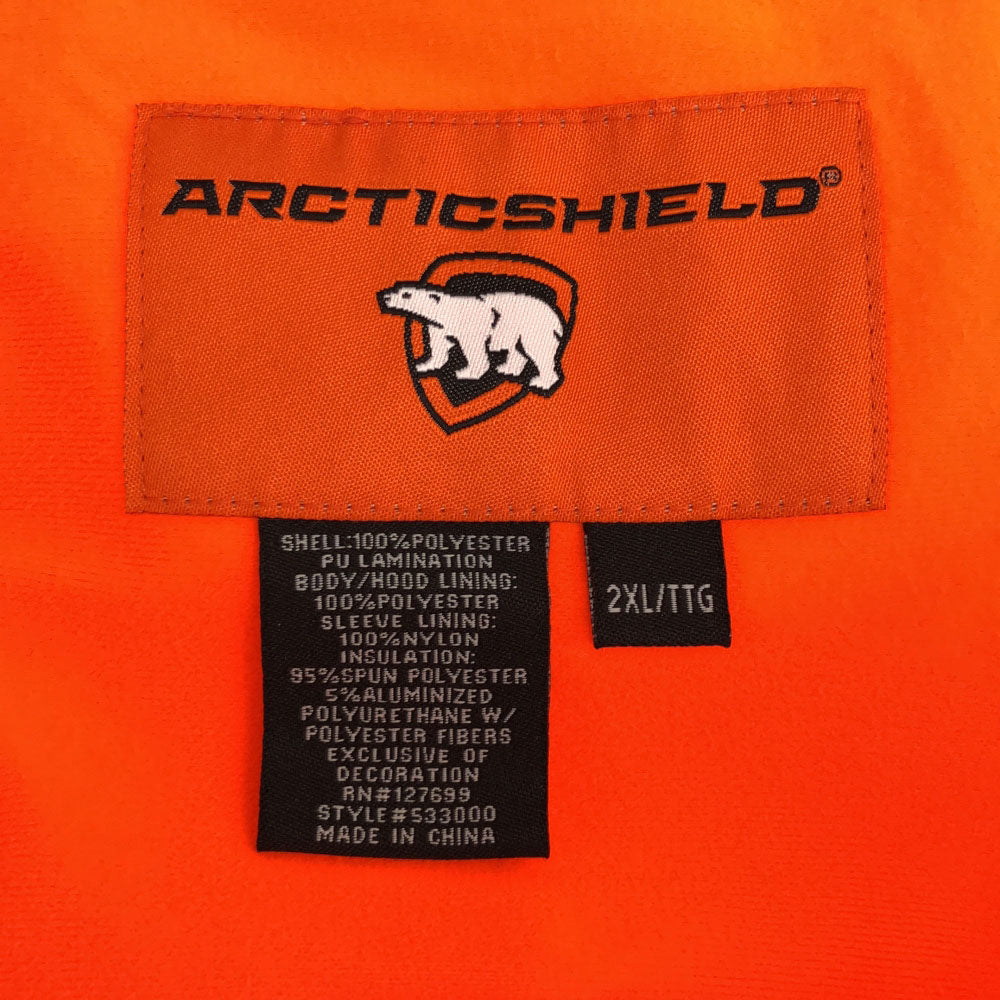 ARCTICSHIELD®
SHELL:100%POLYESTER
PU LAMINATION
BODY/HOOD LINING:
100%POLYESTER
SLEEVE LINING:
100%NYLON
INSULATION:
95%SPUN POLYESTER
5%ALUMINIZED
POLYURETHANE W/
POLYESTER FIBERS
EXCLUSIVE OF
DECORATION
RN#127699
STYLE#533000
MADE IN CHINA
2XL/TTG